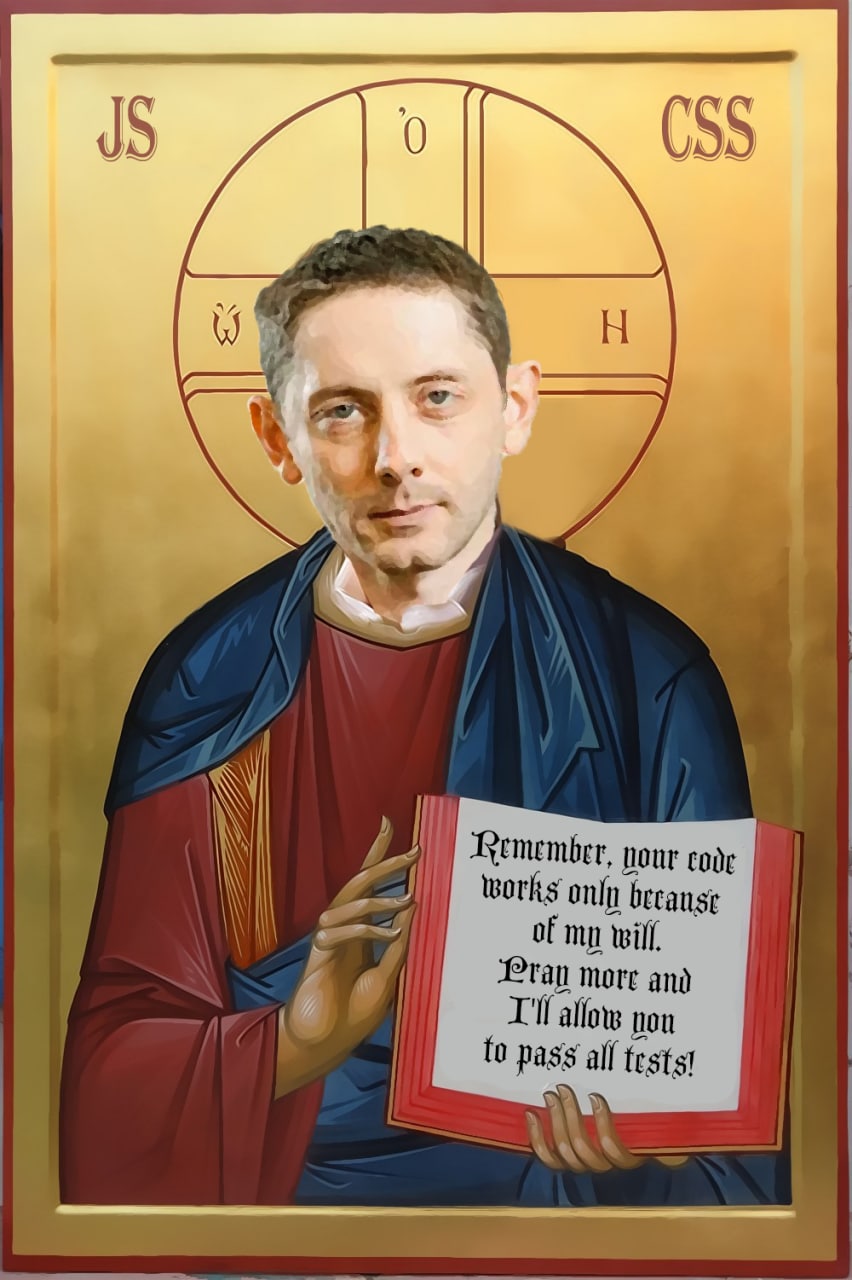 JS
CSS
Ὁ
Ὤ
Н
Remember, your code
works only because
of my will.
Pray more and
I'll allow you
to pass all tests!